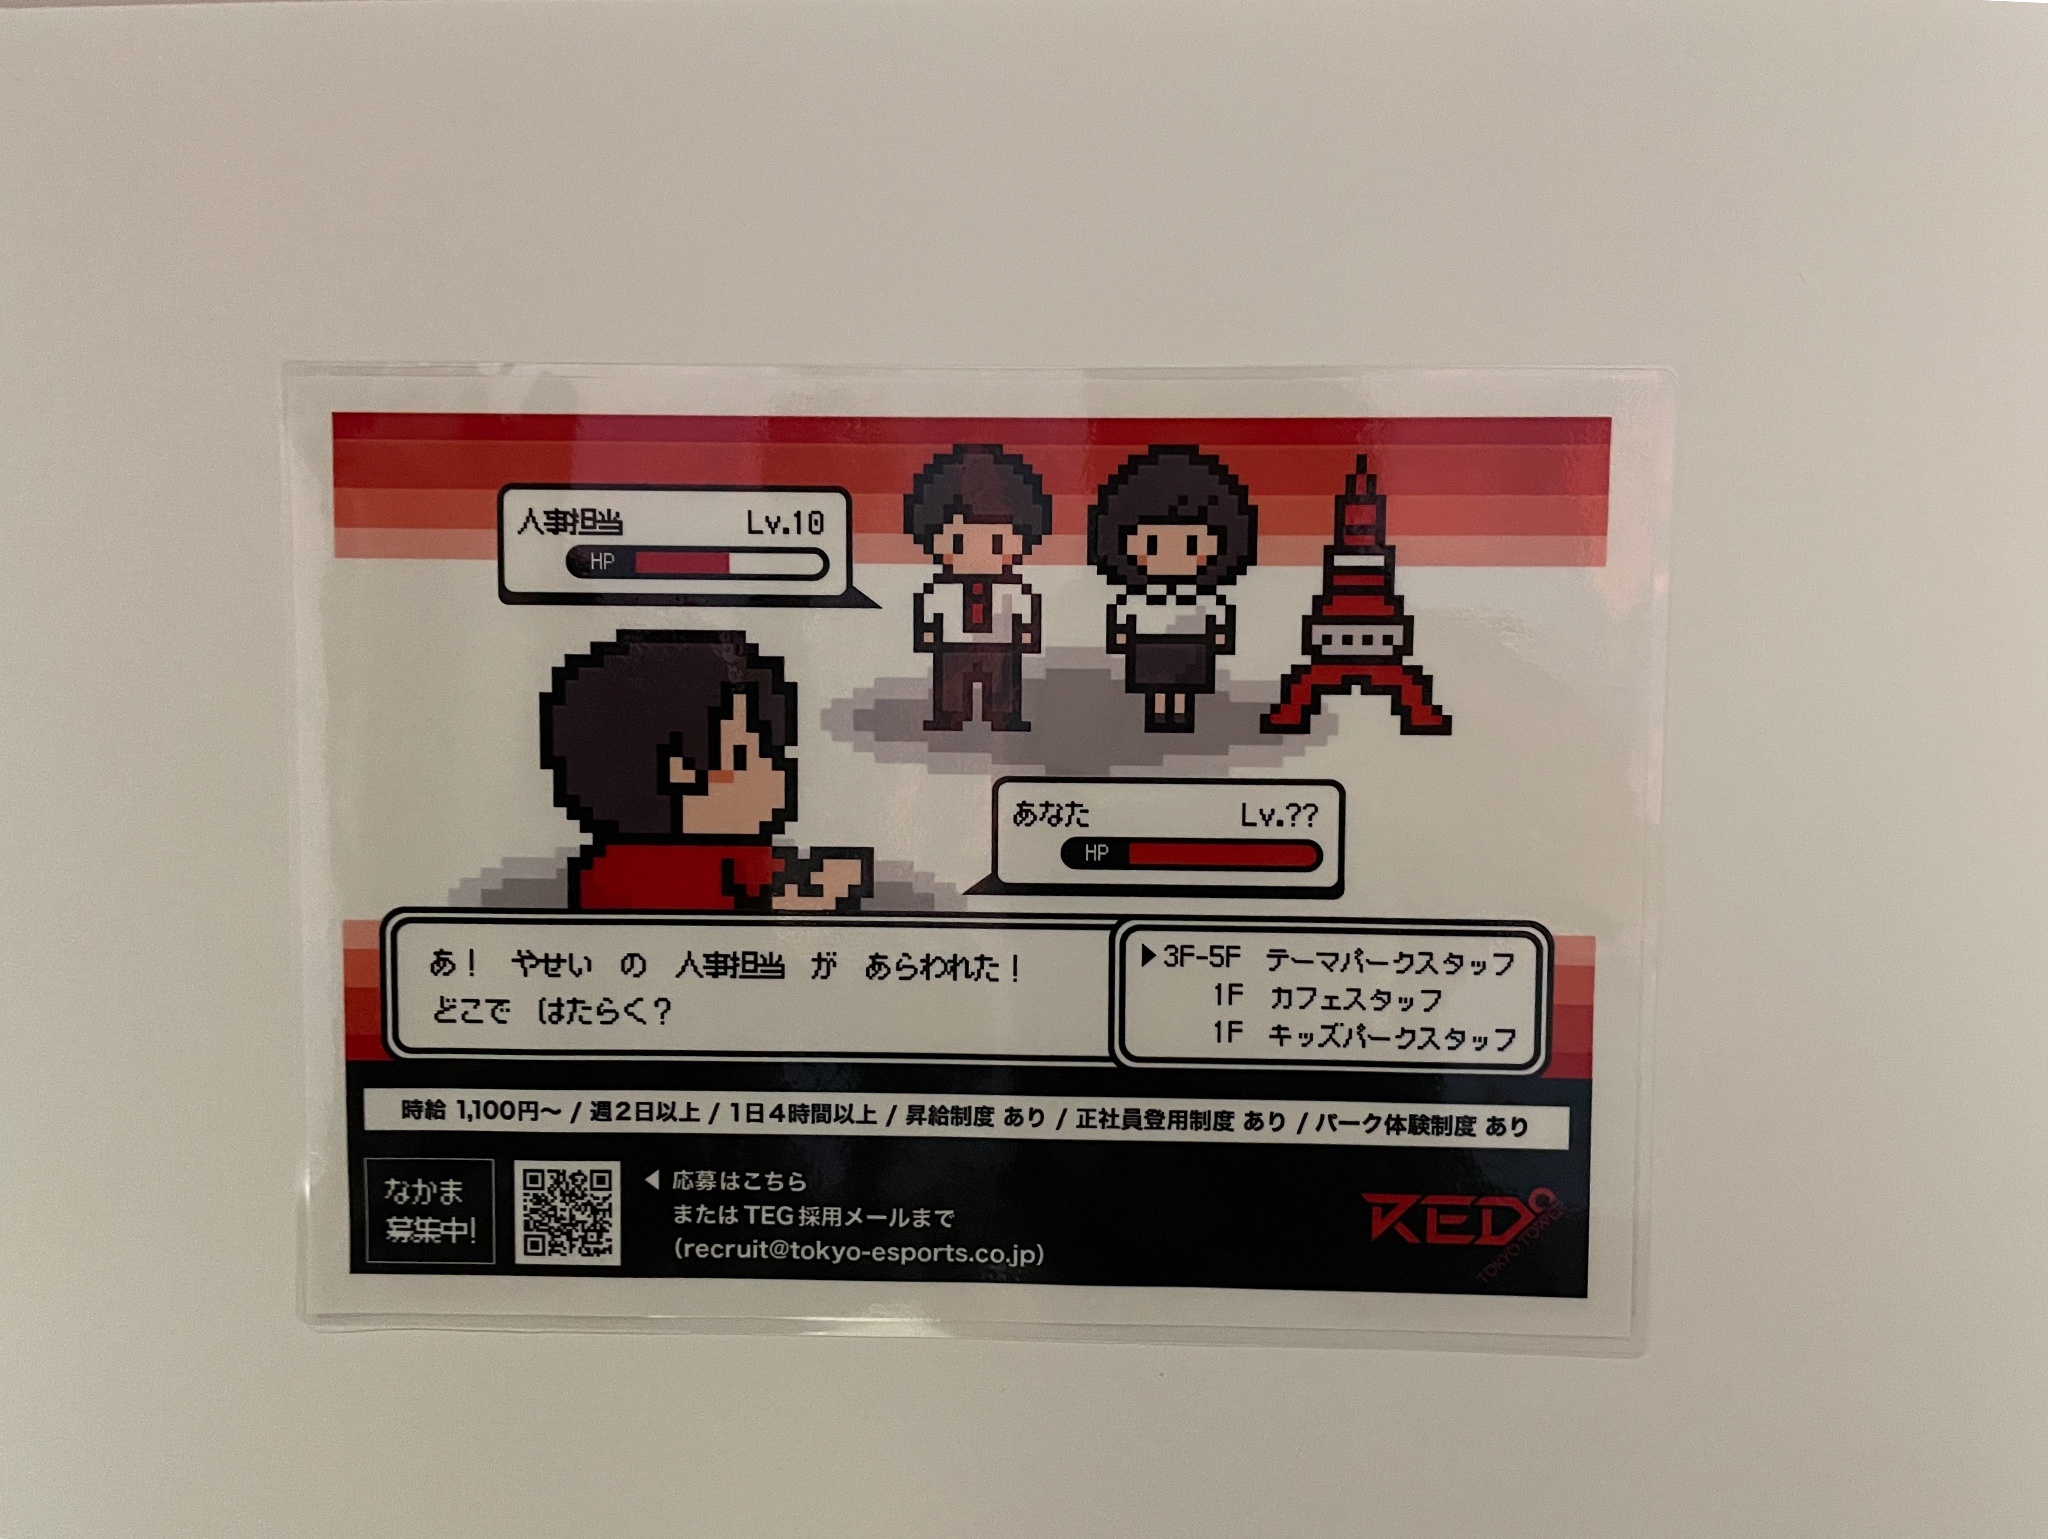 人事担当 Lv.10
HP
あなた Lv.??
HP
あ！ やせい の 人事担当 が あらわれた！
どこで はたらく？
▶3F-5F テーマパークスタッフ
1F カフェスタッフ
1F キッズパークスタッフ
時給 1,100円〜 / 週2日以上 / 1日4時間以上 / 昇給制度 あり / 正社員登用制度 あり / パーク体験制度 あり
なかま
募集中!
◀ 応募はこちら
またはTEG採用メールまで
(recruit@tokyo-esports.co.jp)
RED°
TOKYO TOWER